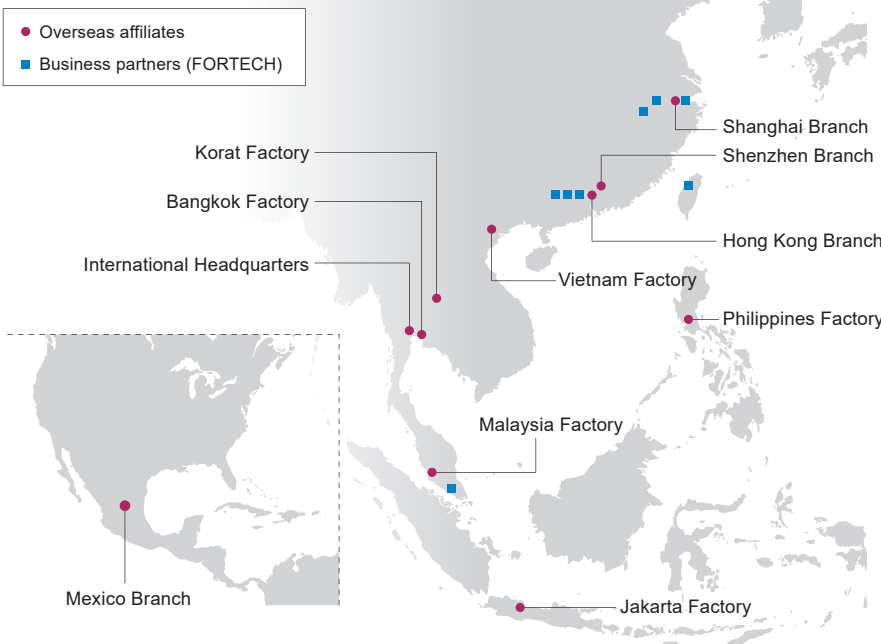 Overseas affiliates
Business partners (FORTECH)
Shanghai Branch
Korat Factory
Shenzhen Branch
Bangkok Factory
Hong Kong Branch
International Headquarters
Vietnam Factory
Philippines Factory
Malaysia Factory
Mexico Branch
Jakarta Factory